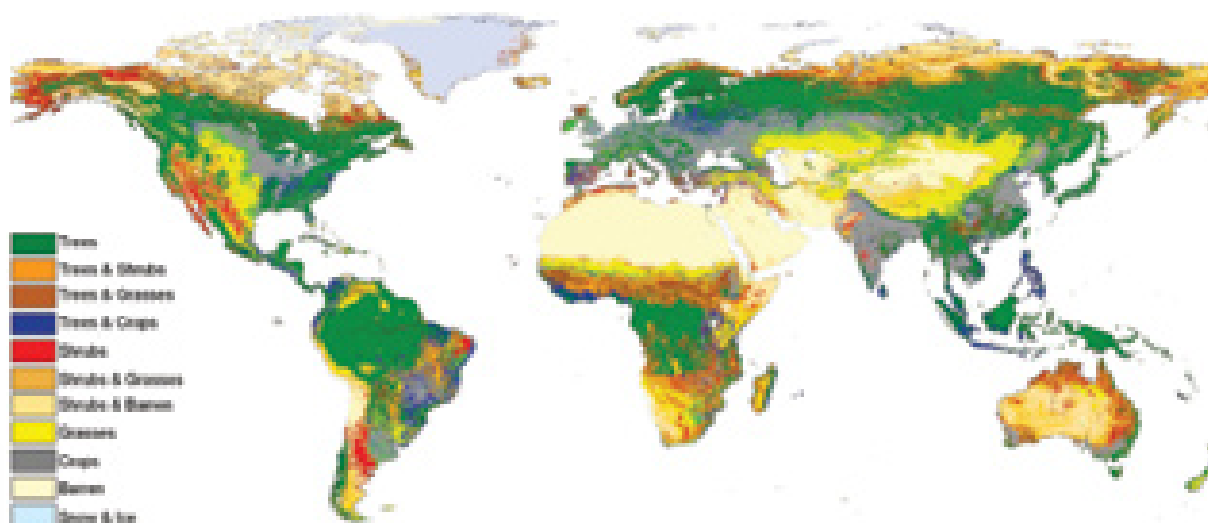 Trees
Trees & Shrubs
Trees & Grasses
Trees & Crops
Shrubs
Shrubs & Grasses
Shrubs & Barren
Grasses
Crops
Barren
Snow & Ice